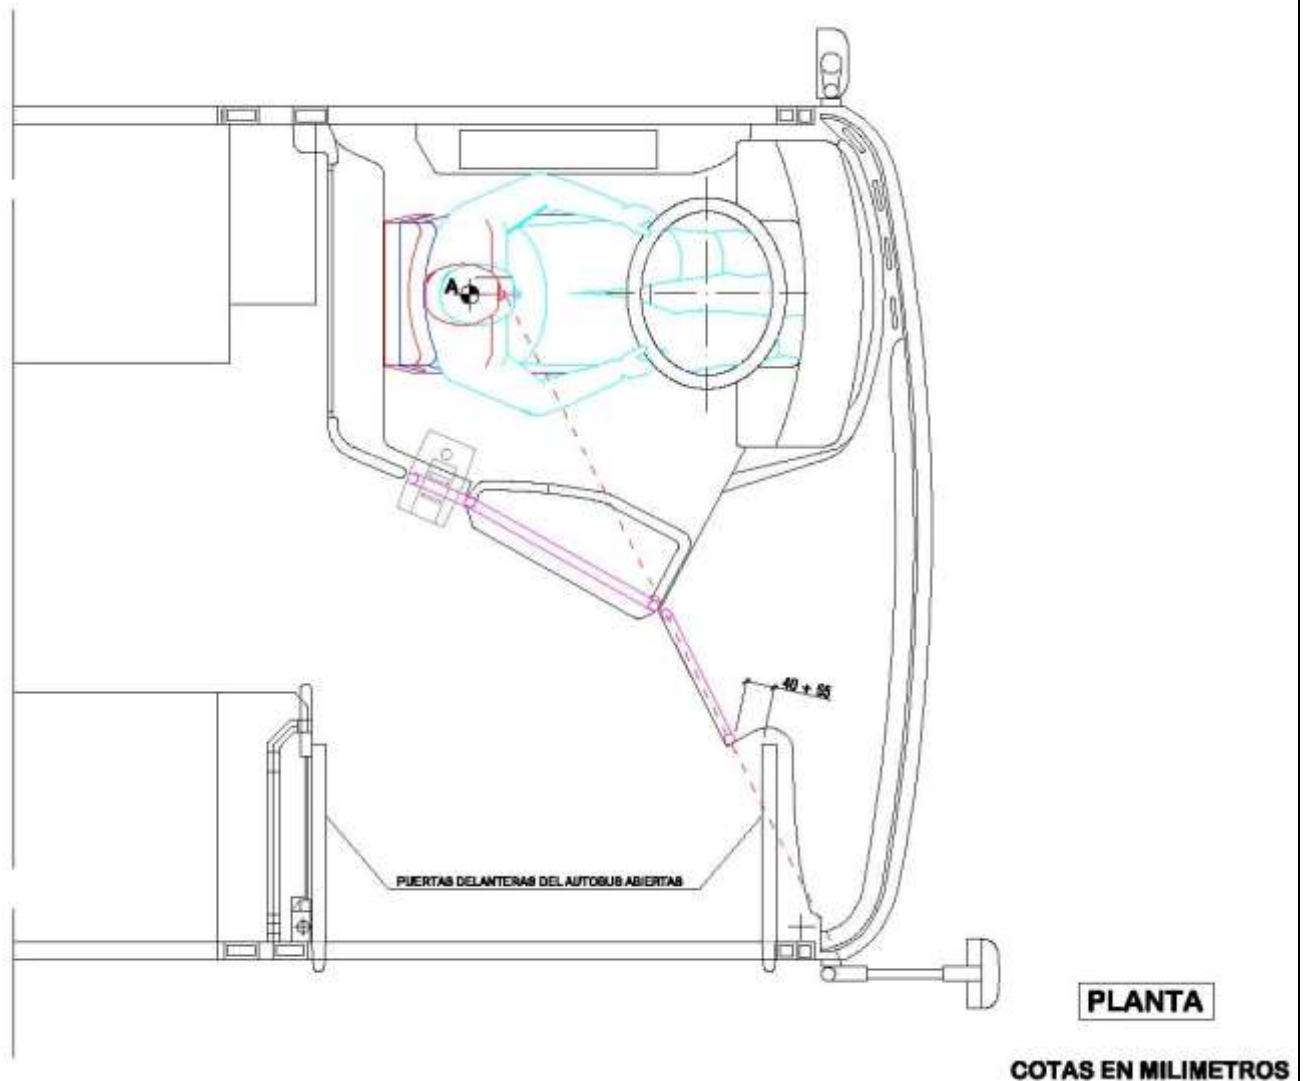 A
40 + 55
PUERTAS DELANTERAS DEL AUTOBUS ABIERTAS
PLANTA
COTAS EN MILIMETROS